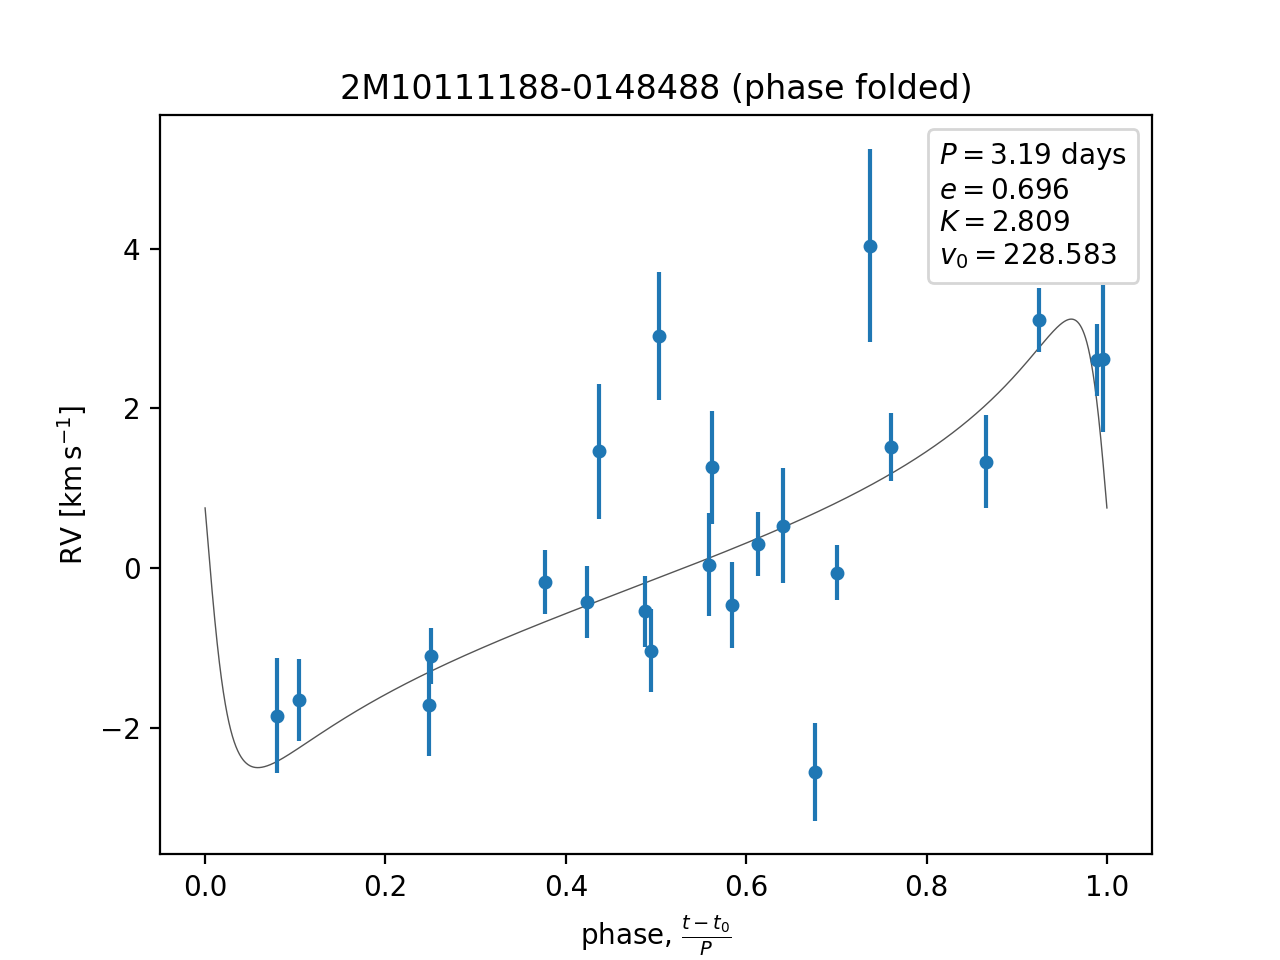 2M10111188-0148488 (phase folded)
P = 3.19 days
e = 0.696
K = 2.809
v₀ = 228.583
4
2
0
−2
RV [km s⁻¹]
0.0 0.2 0.4 0.6 0.8 1.0
phase, (t − t₀)/P